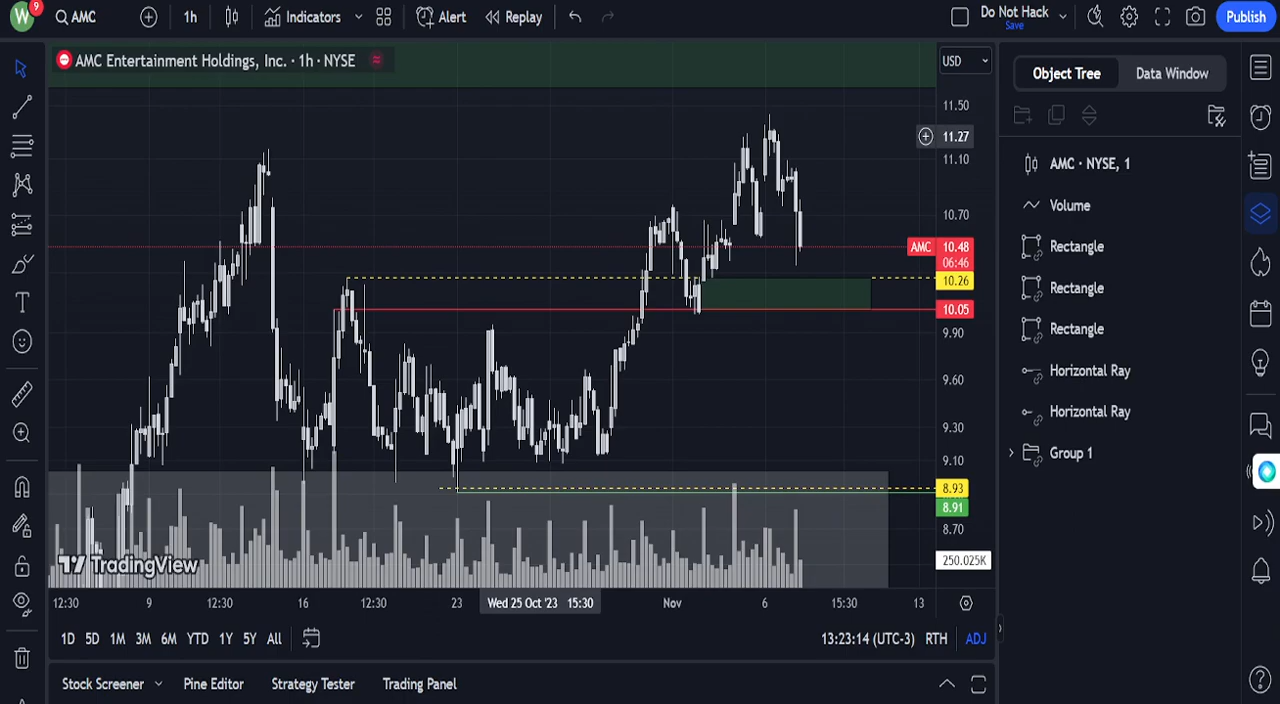 W 9 AMC 1h Indicators Alert Replay Do Not Hack Save Publish
AMC Entertainment Holdings, Inc. · 1h · NYSE
USD
11.50
11.27
11.10
10.70
AMC 10.48
06:46
10.26
10.05
9.90
9.60
9.30
9.10
8.93
8.91
8.70
250.025K
TradingView
12:30 9 12:30 16 12:30 23 Wed 25 Oct '23 15:30 Nov 6 15:30 13
1D 5D 1M 3M 6M YTD 1Y 5Y All 13:23:14 (UTC-3) RTH ADJ
Stock Screener Pine Editor Strategy Tester Trading Panel
Object Tree Data Window
AMC · NYSE, 1
Volume
Rectangle
Rectangle
Rectangle
Horizontal Ray
Horizontal Ray
Group 1